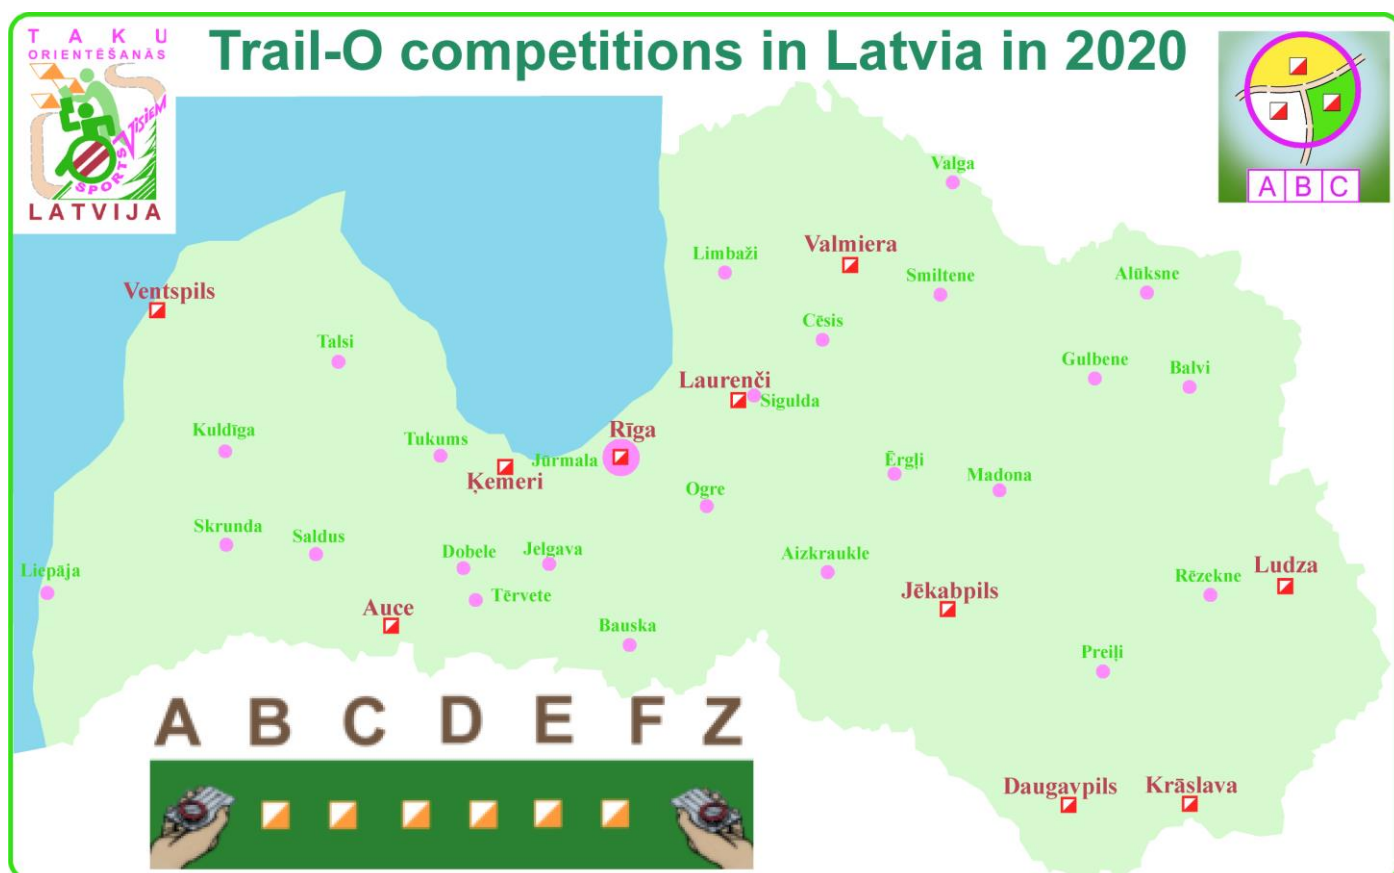 TAKU
ORIENTĒŠANĀS
SPORTS VISIEM
LATVIJA
Trail-O competitions in Latvia in 2020
A B C
Valga
Valmiera
Limbaži
Smiltene
Alūksne
Ventspils
Cēsis
Talsi
Gulbene
Balvi
Laurenči
Sigulda
Kuldīga
Tukums
Rīga
Jūrmala
Ķemeri
Ērgļi
Madona
Ogre
Skrunda
Saldus
Dobele
Jelgava
Aizkraukle
Liepāja
Tērvete
Jēkabpils
Rēzekne
Ludza
Auce
Bauska
Preiļi
A B C D E F Z
Daugavpils
Krāslava